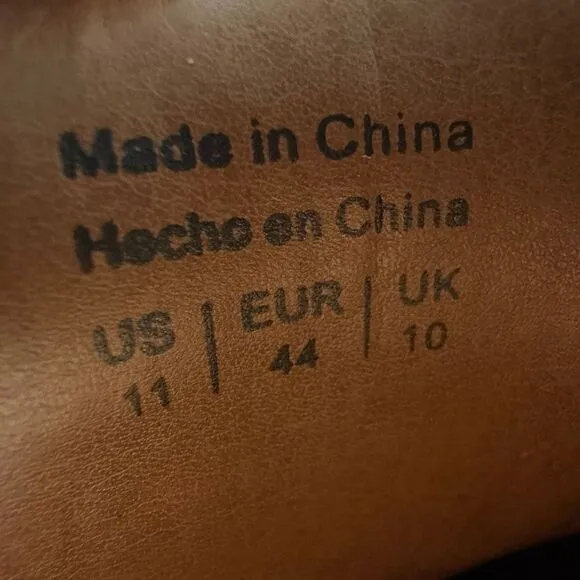 Made in China
Hecho en China
US | EUR | UK
11 | 44 | 10